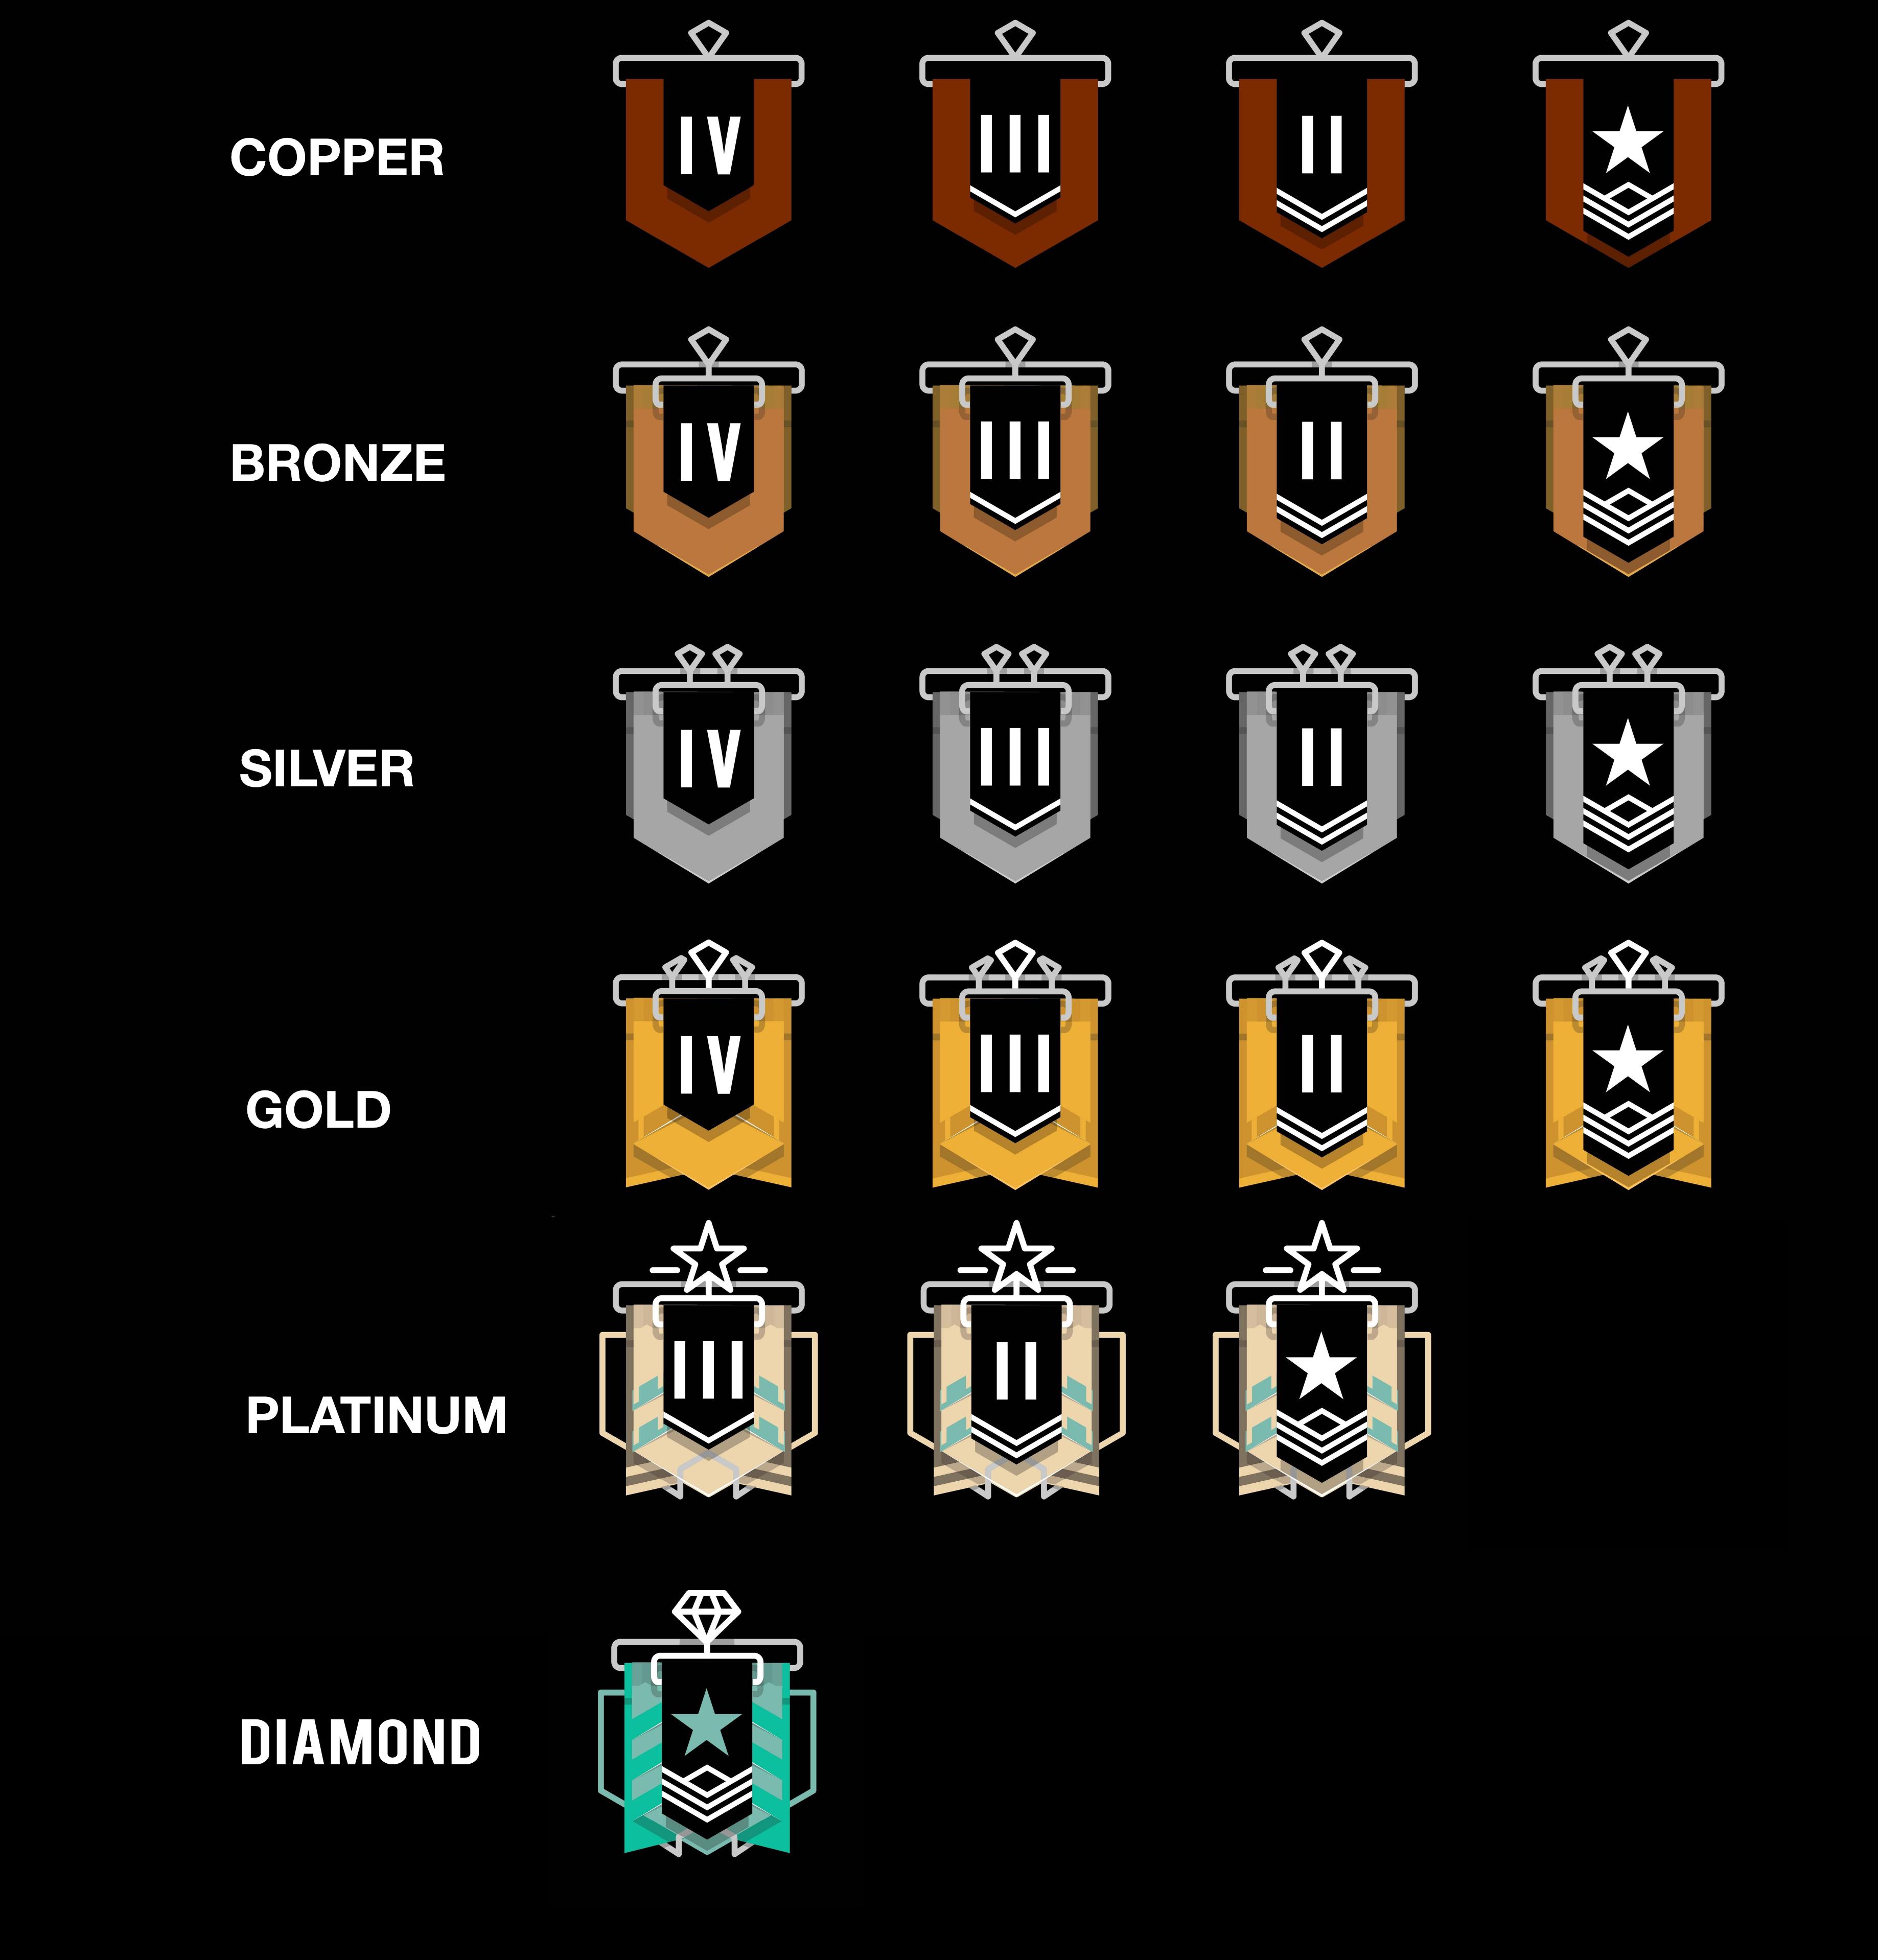 COPPER IV III II
BRONZE IV III II
SILVER IV III II
GOLD IV III II
PLATINUM III II
DIAMOND